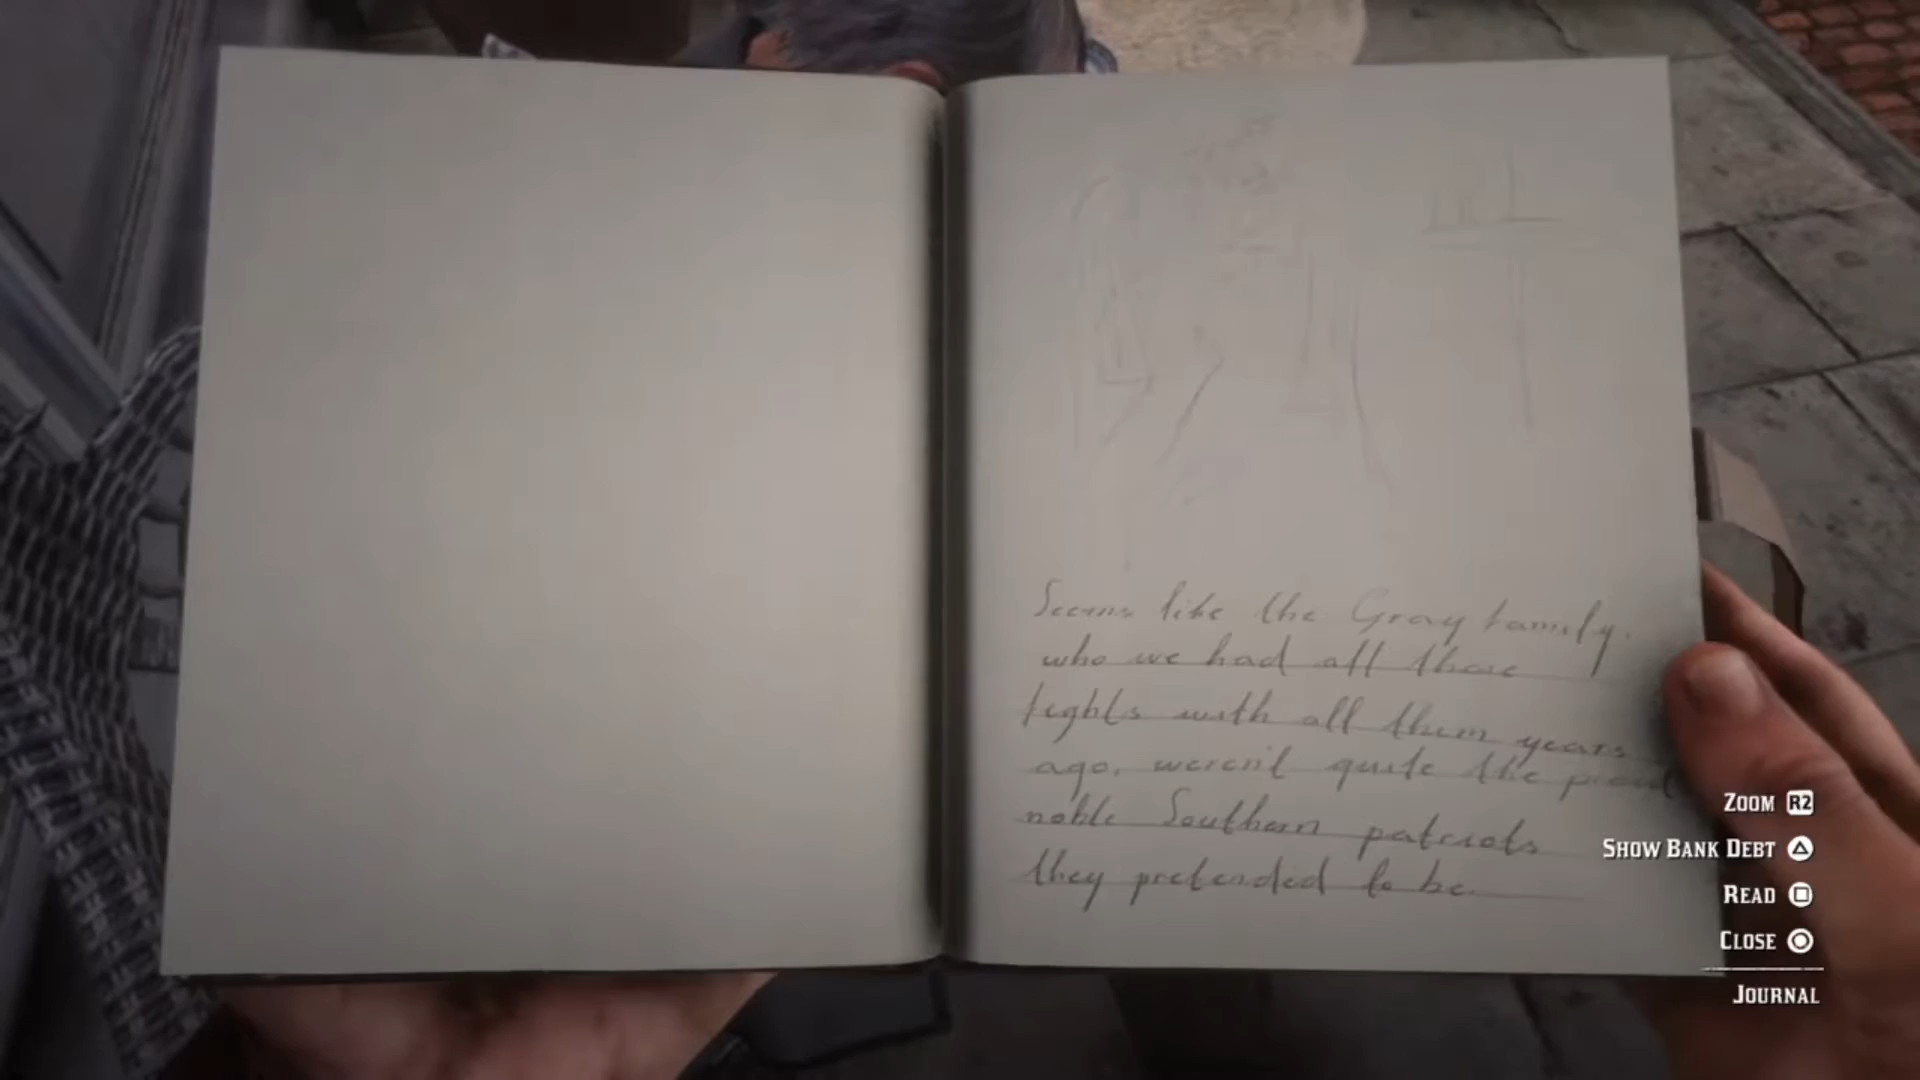 Seems like the Gray family,
who we had all those
fights with all them years
ago, weren't quite the proud
noble Southern patriots
they pretended to be.
ZOOM R2
SHOW BANK DEBT
READ
CLOSE
JOURNAL